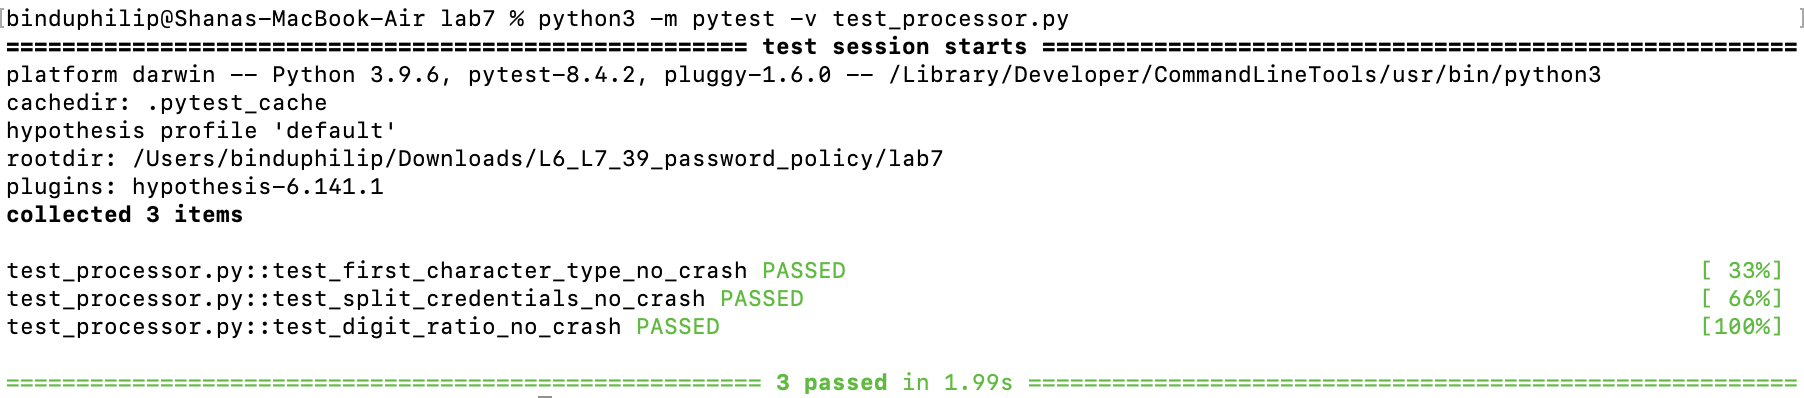 [binduphilip@Shanas-MacBook-Air lab7 % python3 -m pytest -v test_processor.py ]
===================================================== test session starts ======================================================
platform darwin -- Python 3.9.6, pytest-8.4.2, pluggy-1.6.0 -- /Library/Developer/CommandLineTools/usr/bin/python3
cachedir: .pytest_cache
hypothesis profile 'default'
rootdir: /Users/binduphilip/Downloads/L6_L7_39_password_policy/lab7
plugins: hypothesis-6.141.1
collected 3 items
test_processor.py::test_first_character_type_no_crash PASSED [ 33%]
test_processor.py::test_split_credentials_no_crash PASSED [ 66%]
test_processor.py::test_digit_ratio_no_crash PASSED [100%]
====================================================== 3 passed in 1.99s =======================================================